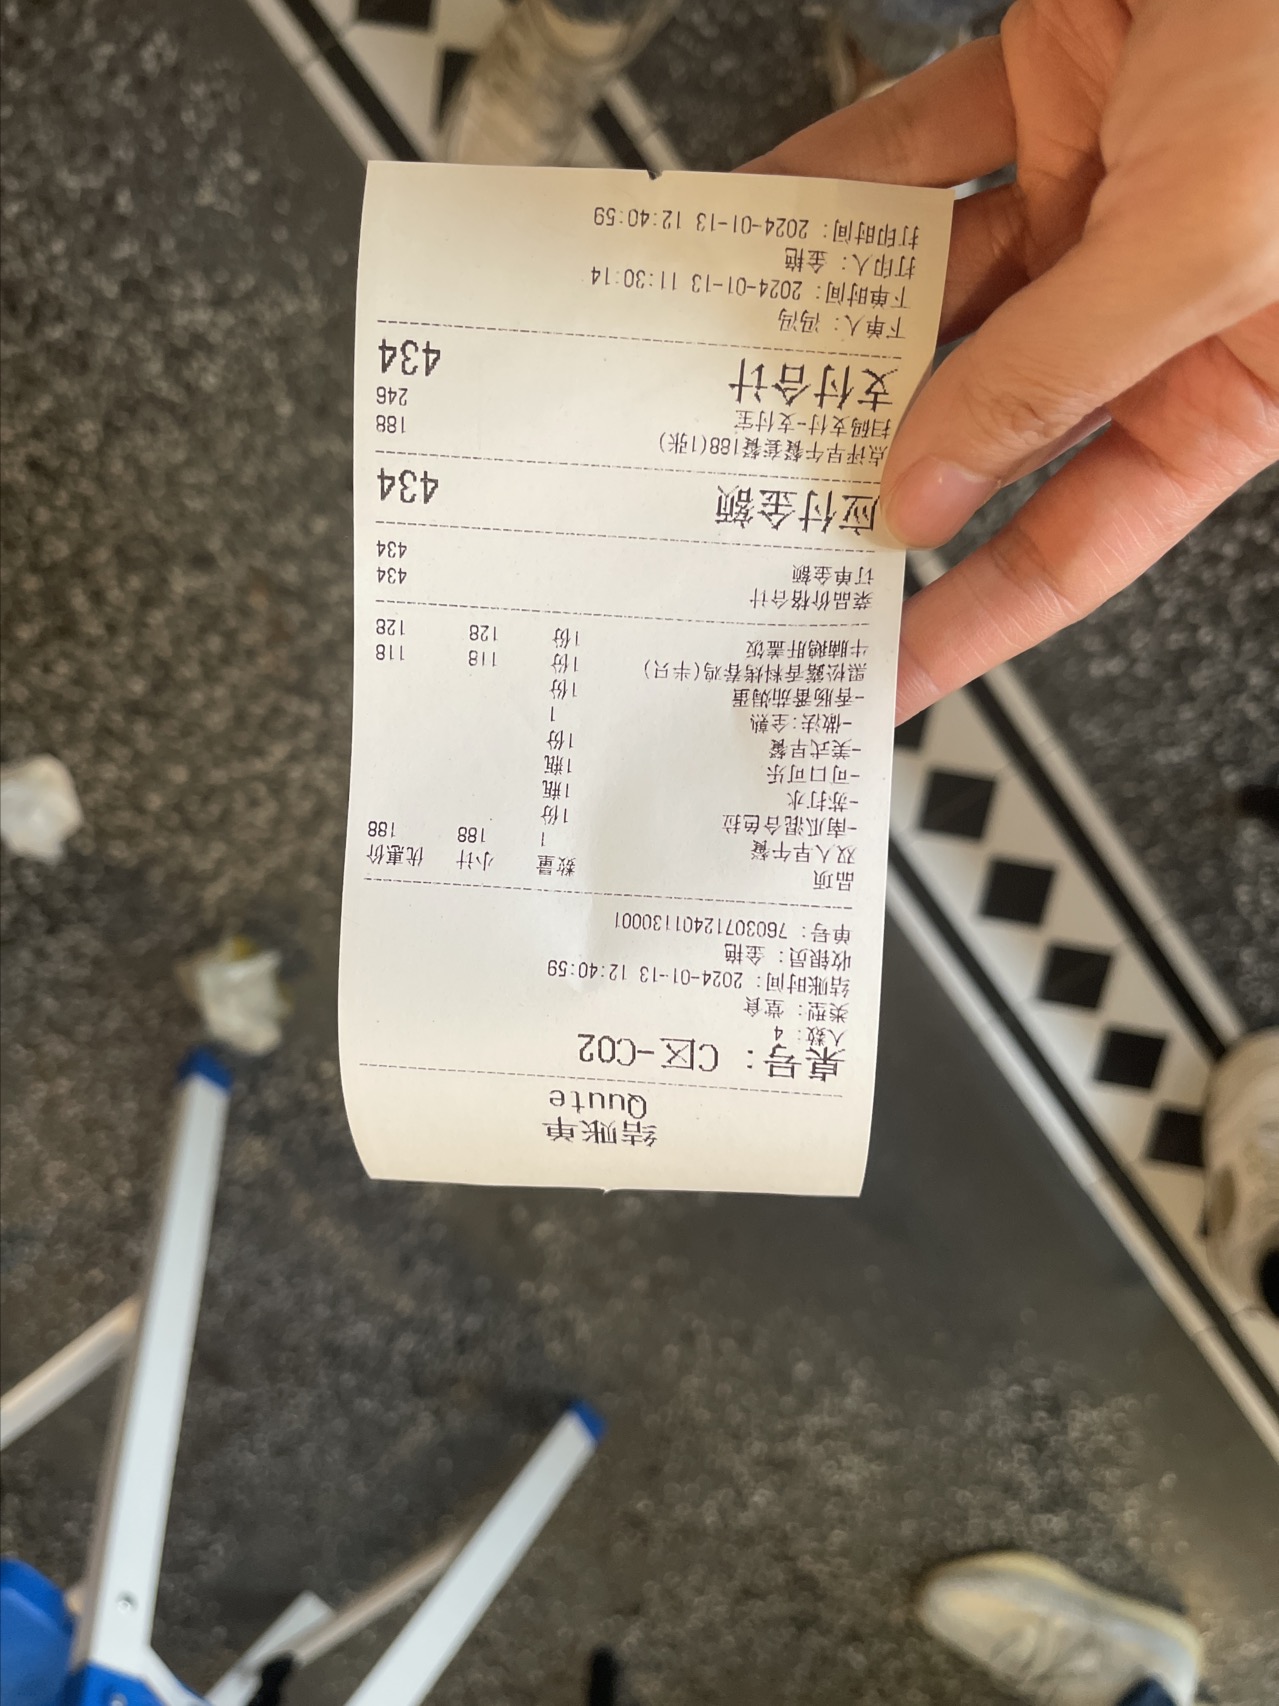 结账单
Quute
桌号： C区-C02
人数： 4
类型： 堂食
结账时间： 2024-01-13 12:40:59
收银员： 金艳
单号： 76030712401130001
品项 数量 小计 优惠价
双人早午餐 1 188 188
-南瓜混合色拉 1份
-苏打水 1瓶
-可口可乐 1瓶
-美式早餐 1份
-做法:全熟 1
-香肠番茄焗蛋 1份
黑松露香料烤春鸡(半只) 1份 118 118
牛腩鹅肝盖饭 1份 128 128
菜品价格合计 434
订单金额 434
应付金额 434
点评早午餐套餐188(1张) 188
扫码支付-支付宝 246
支付合计 434
下单人： 鸿鸿
下单时间： 2024-01-13 11:30:14
打印人： 金艳
打印时间： 2024-01-13 12:40:59